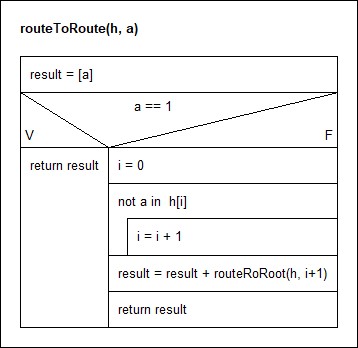 routeToRoute(h, a)
result = [a]
a == 1
V
F
return result
i = 0
not a in h[i]
i = i + 1
result = result + routeRoRoot(h, i+1)
return result